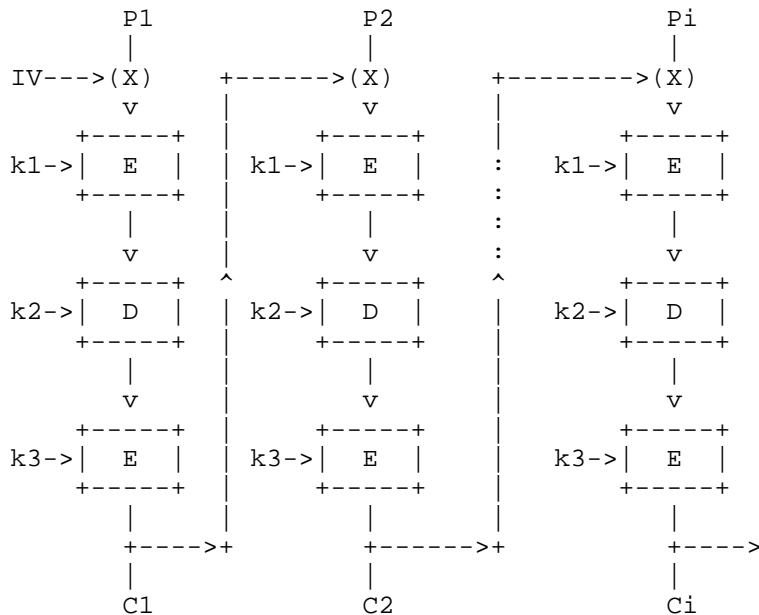 P1 P2 Pi
| | |
IV--->(X) +------>(X) +-------->(X)
v | v | v
+-----+ | +-----+ | +-----+
k1->| E | | k1->| E | : k1->| E |
+-----+ | +-----+ : +-----+
| | | : |
v | v : v
+-----+ ^ +-----+ ^ +-----+
k2->| D | | k2->| D | | k2->| D |
+-----+ | +-----+ | +-----+
| | | | |
v | v | v
+-----+ | +-----+ | +-----+
k3->| E | | k3->| E | | k3->| E |
+-----+ | +-----+ | +-----+
| | | | |
+---->+ +------>+ +---->
| | |
C1 C2 Ci